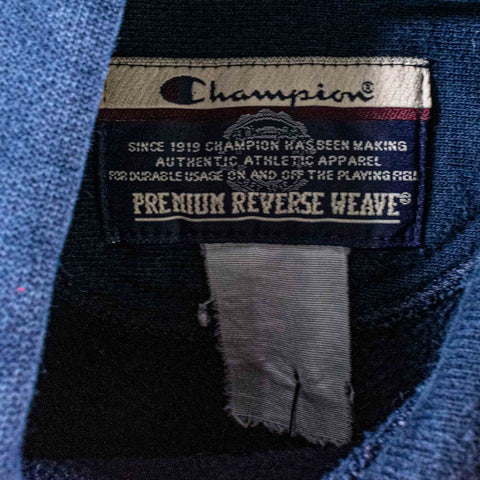 Champion®
SINCE 1919 CHAMPION HAS BEEN MAKING
AUTHENTIC ATHLETIC APPAREL
FOR DURABLE USAGE ON AND OFF THE PLAYING FIELD
PREMIUM REVERSE WEAVE®